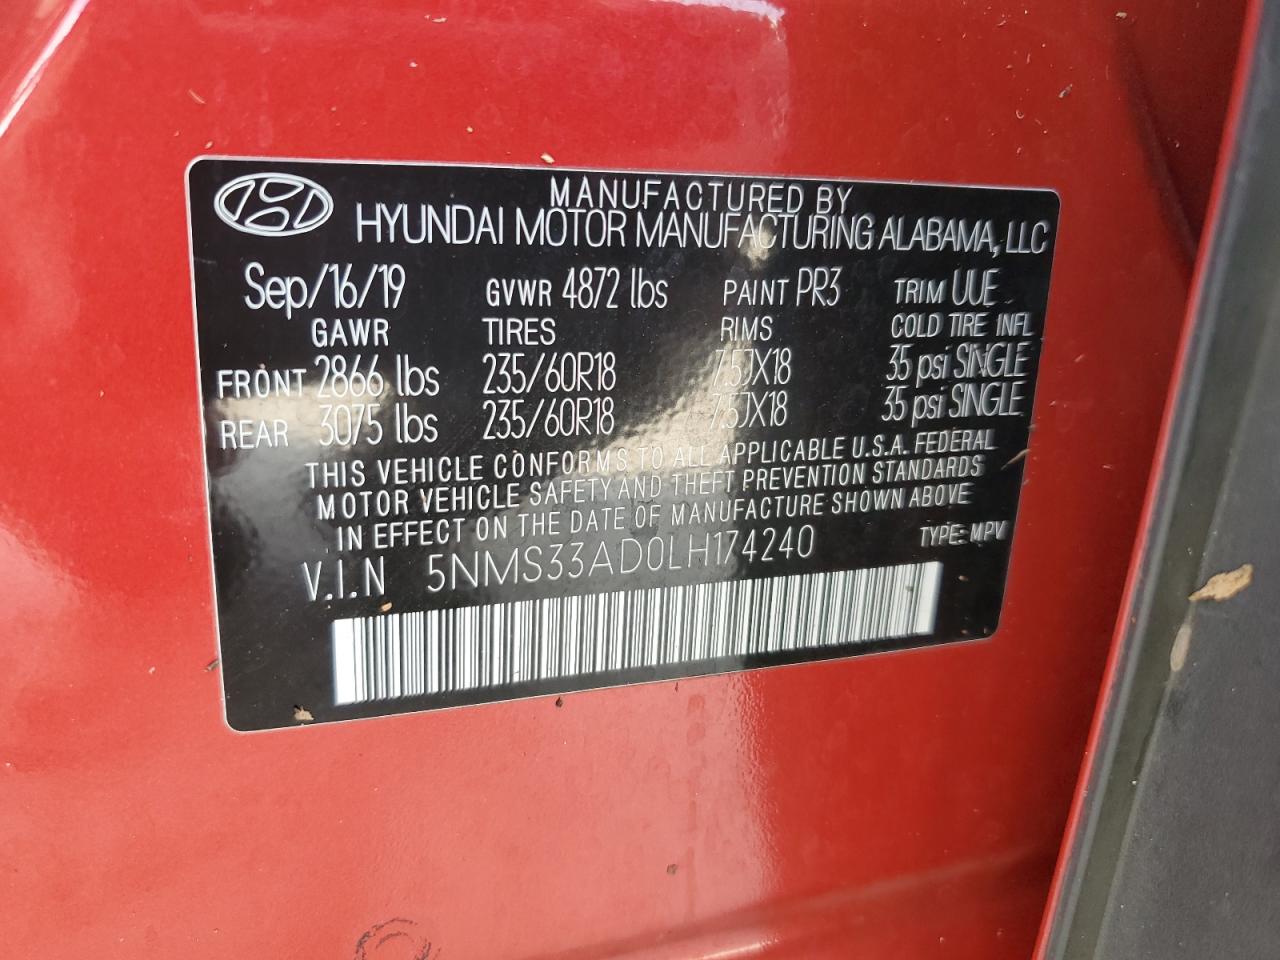 MANUFACTURED BY
HYUNDAI MOTOR MANUFACTURING ALABAMA, LLC
Sep/16/19 GVWR 4872 lbs PAINT PR3 TRIM UUE
GAWR TIRES RIMS COLD TIRE INFL
FRONT 2866 lbs 235/60R18 7.5JX18 35 psi SINGLE
REAR 3075 lbs 235/60R18 7.5JX18 35 psi SINGLE
THIS VEHICLE CONFORMS TO ALL APPLICABLE U.S.A. FEDERAL
MOTOR VEHICLE SAFETY AND THEFT PREVENTION STANDARDS
IN EFFECT ON THE DATE OF MANUFACTURE SHOWN ABOVE
V.I.N 5NMS33AD0LH174240 TYPE: MPV